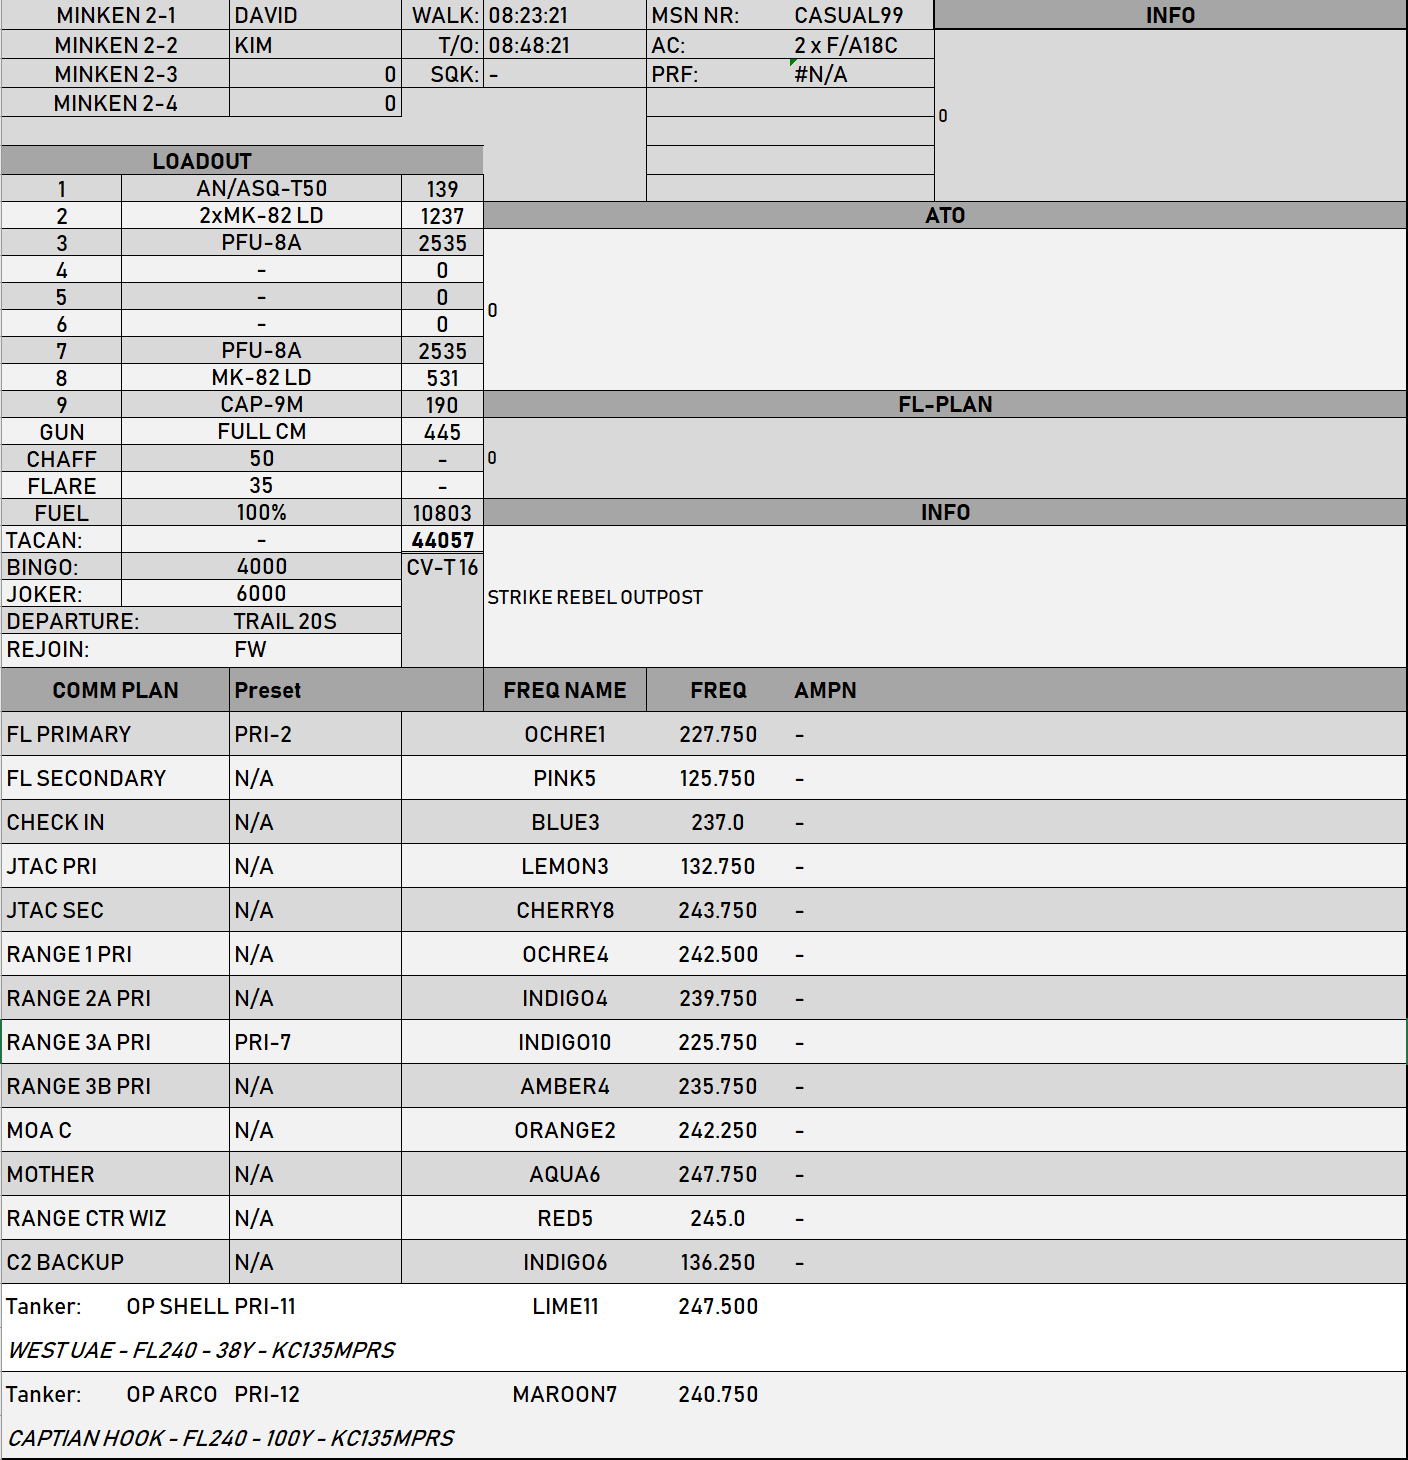 MINKEN 2-1 DAVID WALK: 08:23:21 MSN NR: CASUAL99 INFO
MINKEN 2-2 KIM T/O: 08:48:21 AC: 2 x F/A18C
MINKEN 2-3 0 SQK: - PRF: #N/A
MINKEN 2-4 0
0
LOADOUT
1 AN/ASQ-T50 139
2 2xMK-82 LD 1237 ATO
3 PFU-8A 2535
4 - 0
5 - 0
0
6 - 0
7 PFU-8A 2535
8 MK-82 LD 531
9 CAP-9M 190 FL-PLAN
GUN FULL CM 445
CHAFF 50 - 0
FLARE 35 -
FUEL 100% 10803 INFO
TACAN: - 44057
BINGO: 4000 CV-T16
JOKER: 6000 STRIKE REBEL OUTPOST
DEPARTURE: TRAIL 20S
REJOIN: FW
COMM PLAN Preset FREQ NAME FREQ AMPN
FL PRIMARY PRI-2 OCHRE1 227.750 -
FL SECONDARY N/A PINK5 125.750 -
CHECK IN N/A BLUE3 237.0 -
JTAC PRI N/A LEMON3 132.750 -
JTAC SEC N/A CHERRY8 243.750 -
RANGE 1 PRI N/A OCHRE4 242.500 -
RANGE 2A PRI N/A INDIGO4 239.750 -
RANGE 3A PRI PRI-7 INDIGO10 225.750 -
RANGE 3B PRI N/A AMBER4 235.750 -
MOA C N/A ORANGE2 242.250 -
MOTHER N/A AQUA6 247.750 -
RANGE CTR WIZ N/A RED5 245.0 -
C2 BACKUP N/A INDIGO6 136.250 -
Tanker: OP SHELL PRI-11 LIME11 247.500
WEST UAE - FL240 - 38Y - KC135MPRS
Tanker: OP ARCO PRI-12 MAROON7 240.750
CAPTIAN HOOK - FL240 - 100Y - KC135MPRS